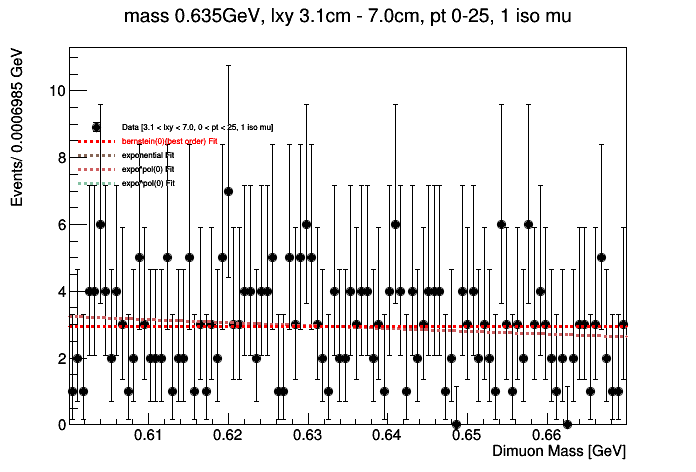 mass 0.635GeV, lxy 3.1cm - 7.0cm, pt 0-25, 1 iso mu
Events/ 0.0006985 GeV
10
8
6
4
2
0
Data [3.1 < lxy < 7.0, 0 < pt < 25, 1 iso mu]
bernstein(0)(best order) Fit
exponential Fit
expo*pol(0) Fit
expo*pol(0) Fit
0.61 0.62 0.63 0.64 0.65 0.66
Dimuon Mass [GeV]